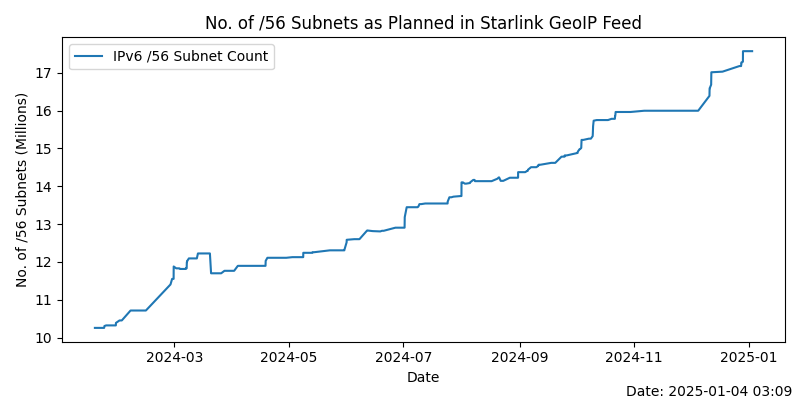 No. of /56 Subnets as Planned in Starlink GeoIP Feed
IPv6 /56 Subnet Count
No. of /56 Subnets (Millions)
17
16
15
14
13
12
11
10
2024-03 2024-05 2024-07 2024-09 2024-11 2025-01
Date
Date: 2025-01-04 03:09